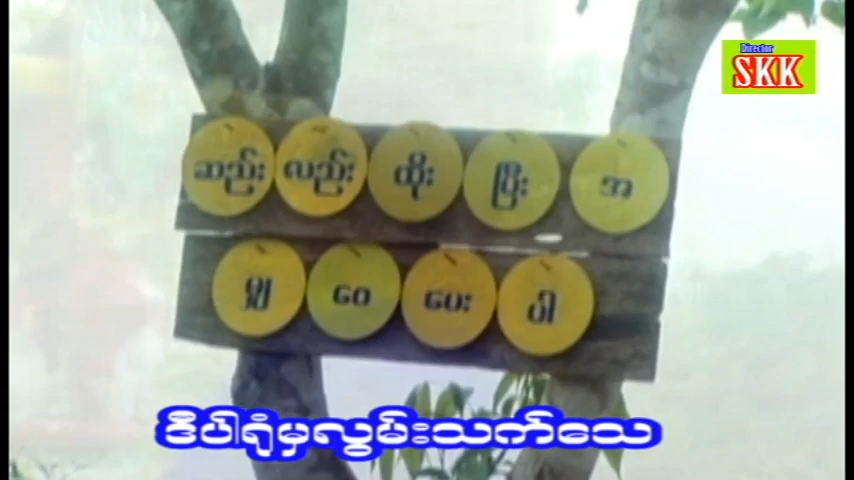 Director
SKK
ဆည်း လည်း ထိုး ပြီး အ
မျှ ဝေ ပေး ပါ
ဒီပါရုံမှလွမ်းသက်သေ